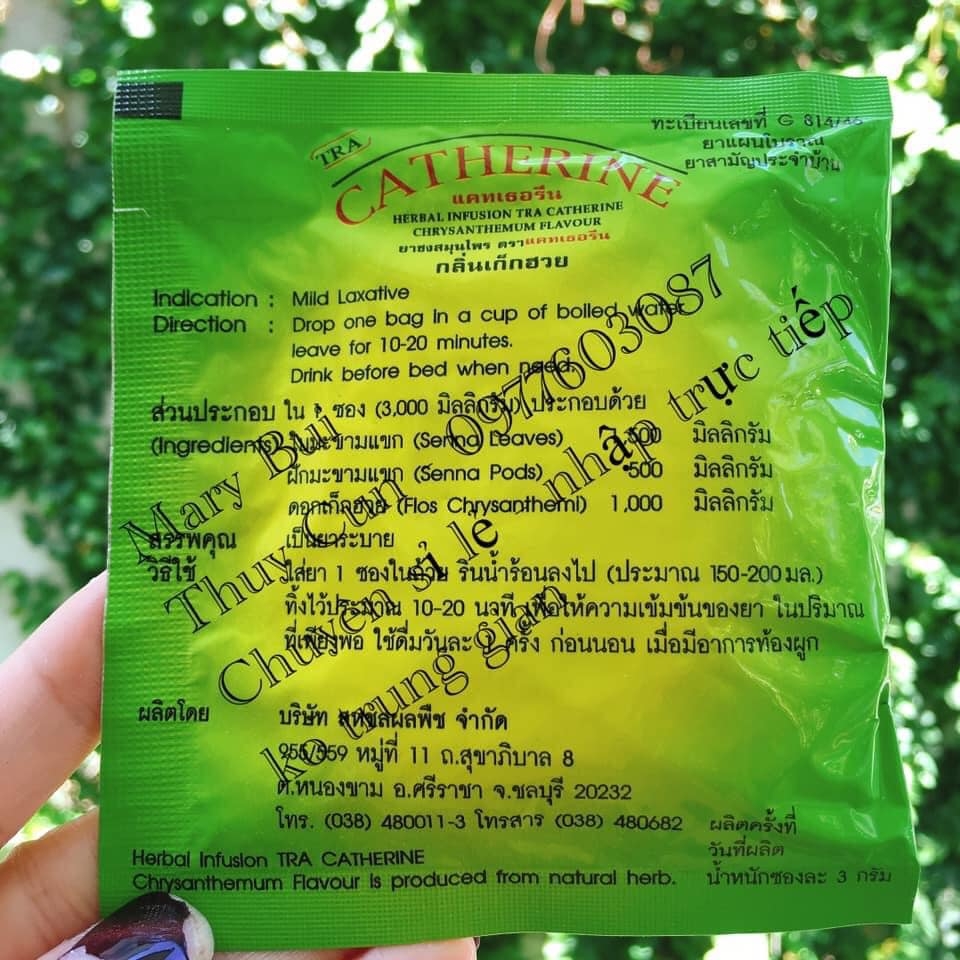 ทะเบียนเลขที่ G 814/46
ยาแผนโบราณ
ยาสามัญประจำบ้าน
TRA
CATHERINE
แคทเธอรีน
HERBAL INFUSION TRA CATHERINE
CHRYSANTHEMUM FLAVOUR
ยาชงสมุนไพร ตราแคทเธอรีน
กลิ่นเก็กฮวย
Indication : Mild Laxative
Direction : Drop one bag in a cup of boiled water
leave for 10-20 minutes.
Drink before bed when need.
ส่วนประกอบ ใน 1 ซอง (3,000 มิลลิกรัม) ประกอบด้วย
(Ingredients) ใบมะขามแขก (Senna Leaves) 1,500 มิลลิกรัม
ฝักมะขามแขก (Senna Pods) 500 มิลลิกรัม
ดอกเก็กฮวย (Flos Chrysanthemi) 1,000 มิลลิกรัม
สรรพคุณ เป็นยาระบาย
วิธีใช้ ใส่ยา 1 ซองในถ้วย รินน้ำร้อนลงไป (ประมาณ 150-200 มล.)
ทิ้งไว้ประมาณ 10-20 นาที เพื่อให้ความเข้มข้นของยา ในปริมาณ
ที่เพียงพอ ใช้ดื่มวันละ 1 ครั้ง ก่อนนอน เมื่อมีอาการท้องผูก
ผลิตโดย บริษัท จำกัด
หมู่ที่ 11 ถ.สุขาภิบาล 8
ต.หนองขาม อ.ศรีราชา จ.ชลบุรี 20232
โทร. (038) 480011-3 โทรสาร (038) 480682
ผลิตครั้งที่
วันที่ผลิต
น้ำหนักซองละ 3 กรัม
Herbal Infusion TRA CATHERINE
Chrysanthemum Flavour is produced from natural herb.
Mary Biu
Thuy Cun 0977603087
Chuyên sỉ lẻ - nhập trực tiếp
ko trung gian